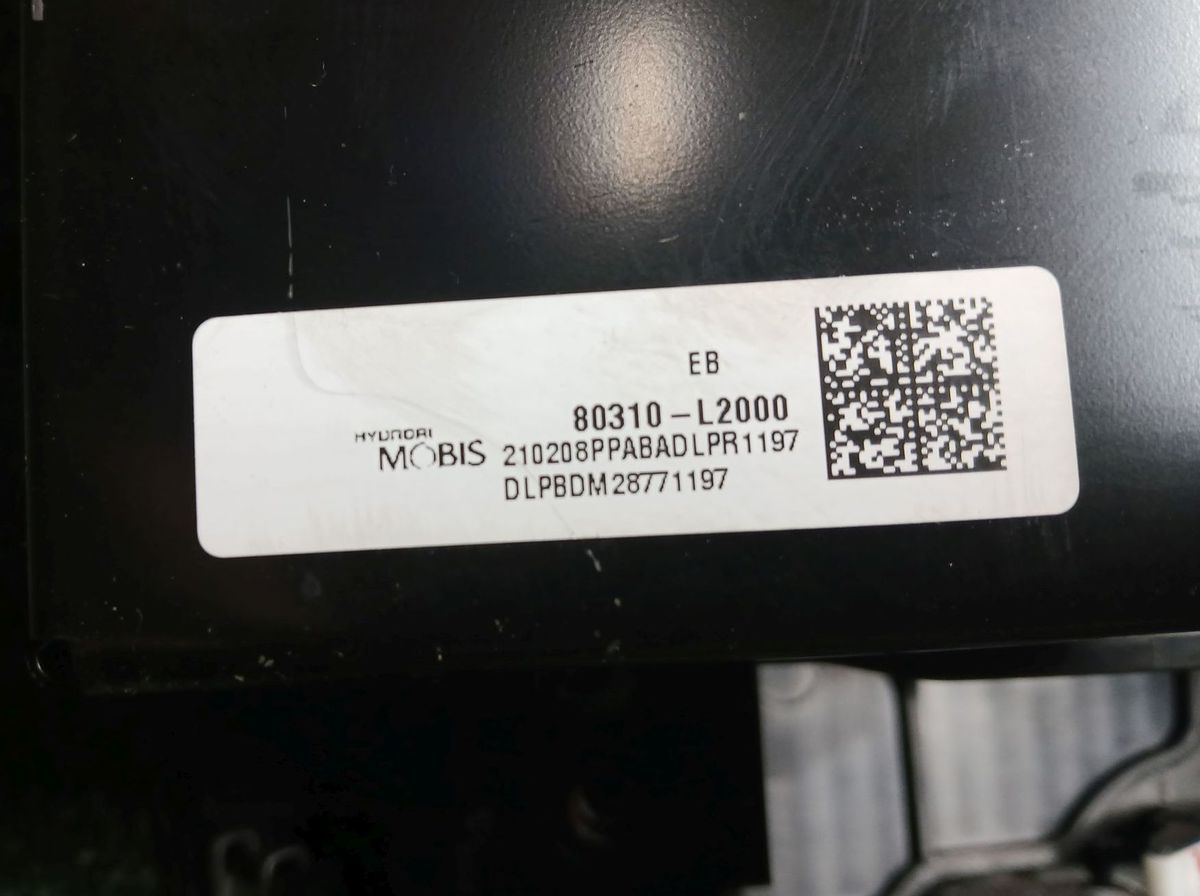 EB
80310-L2000
HYUNDAI
MOBIS
210208PPABADLPR1197
DLPBDM28771197